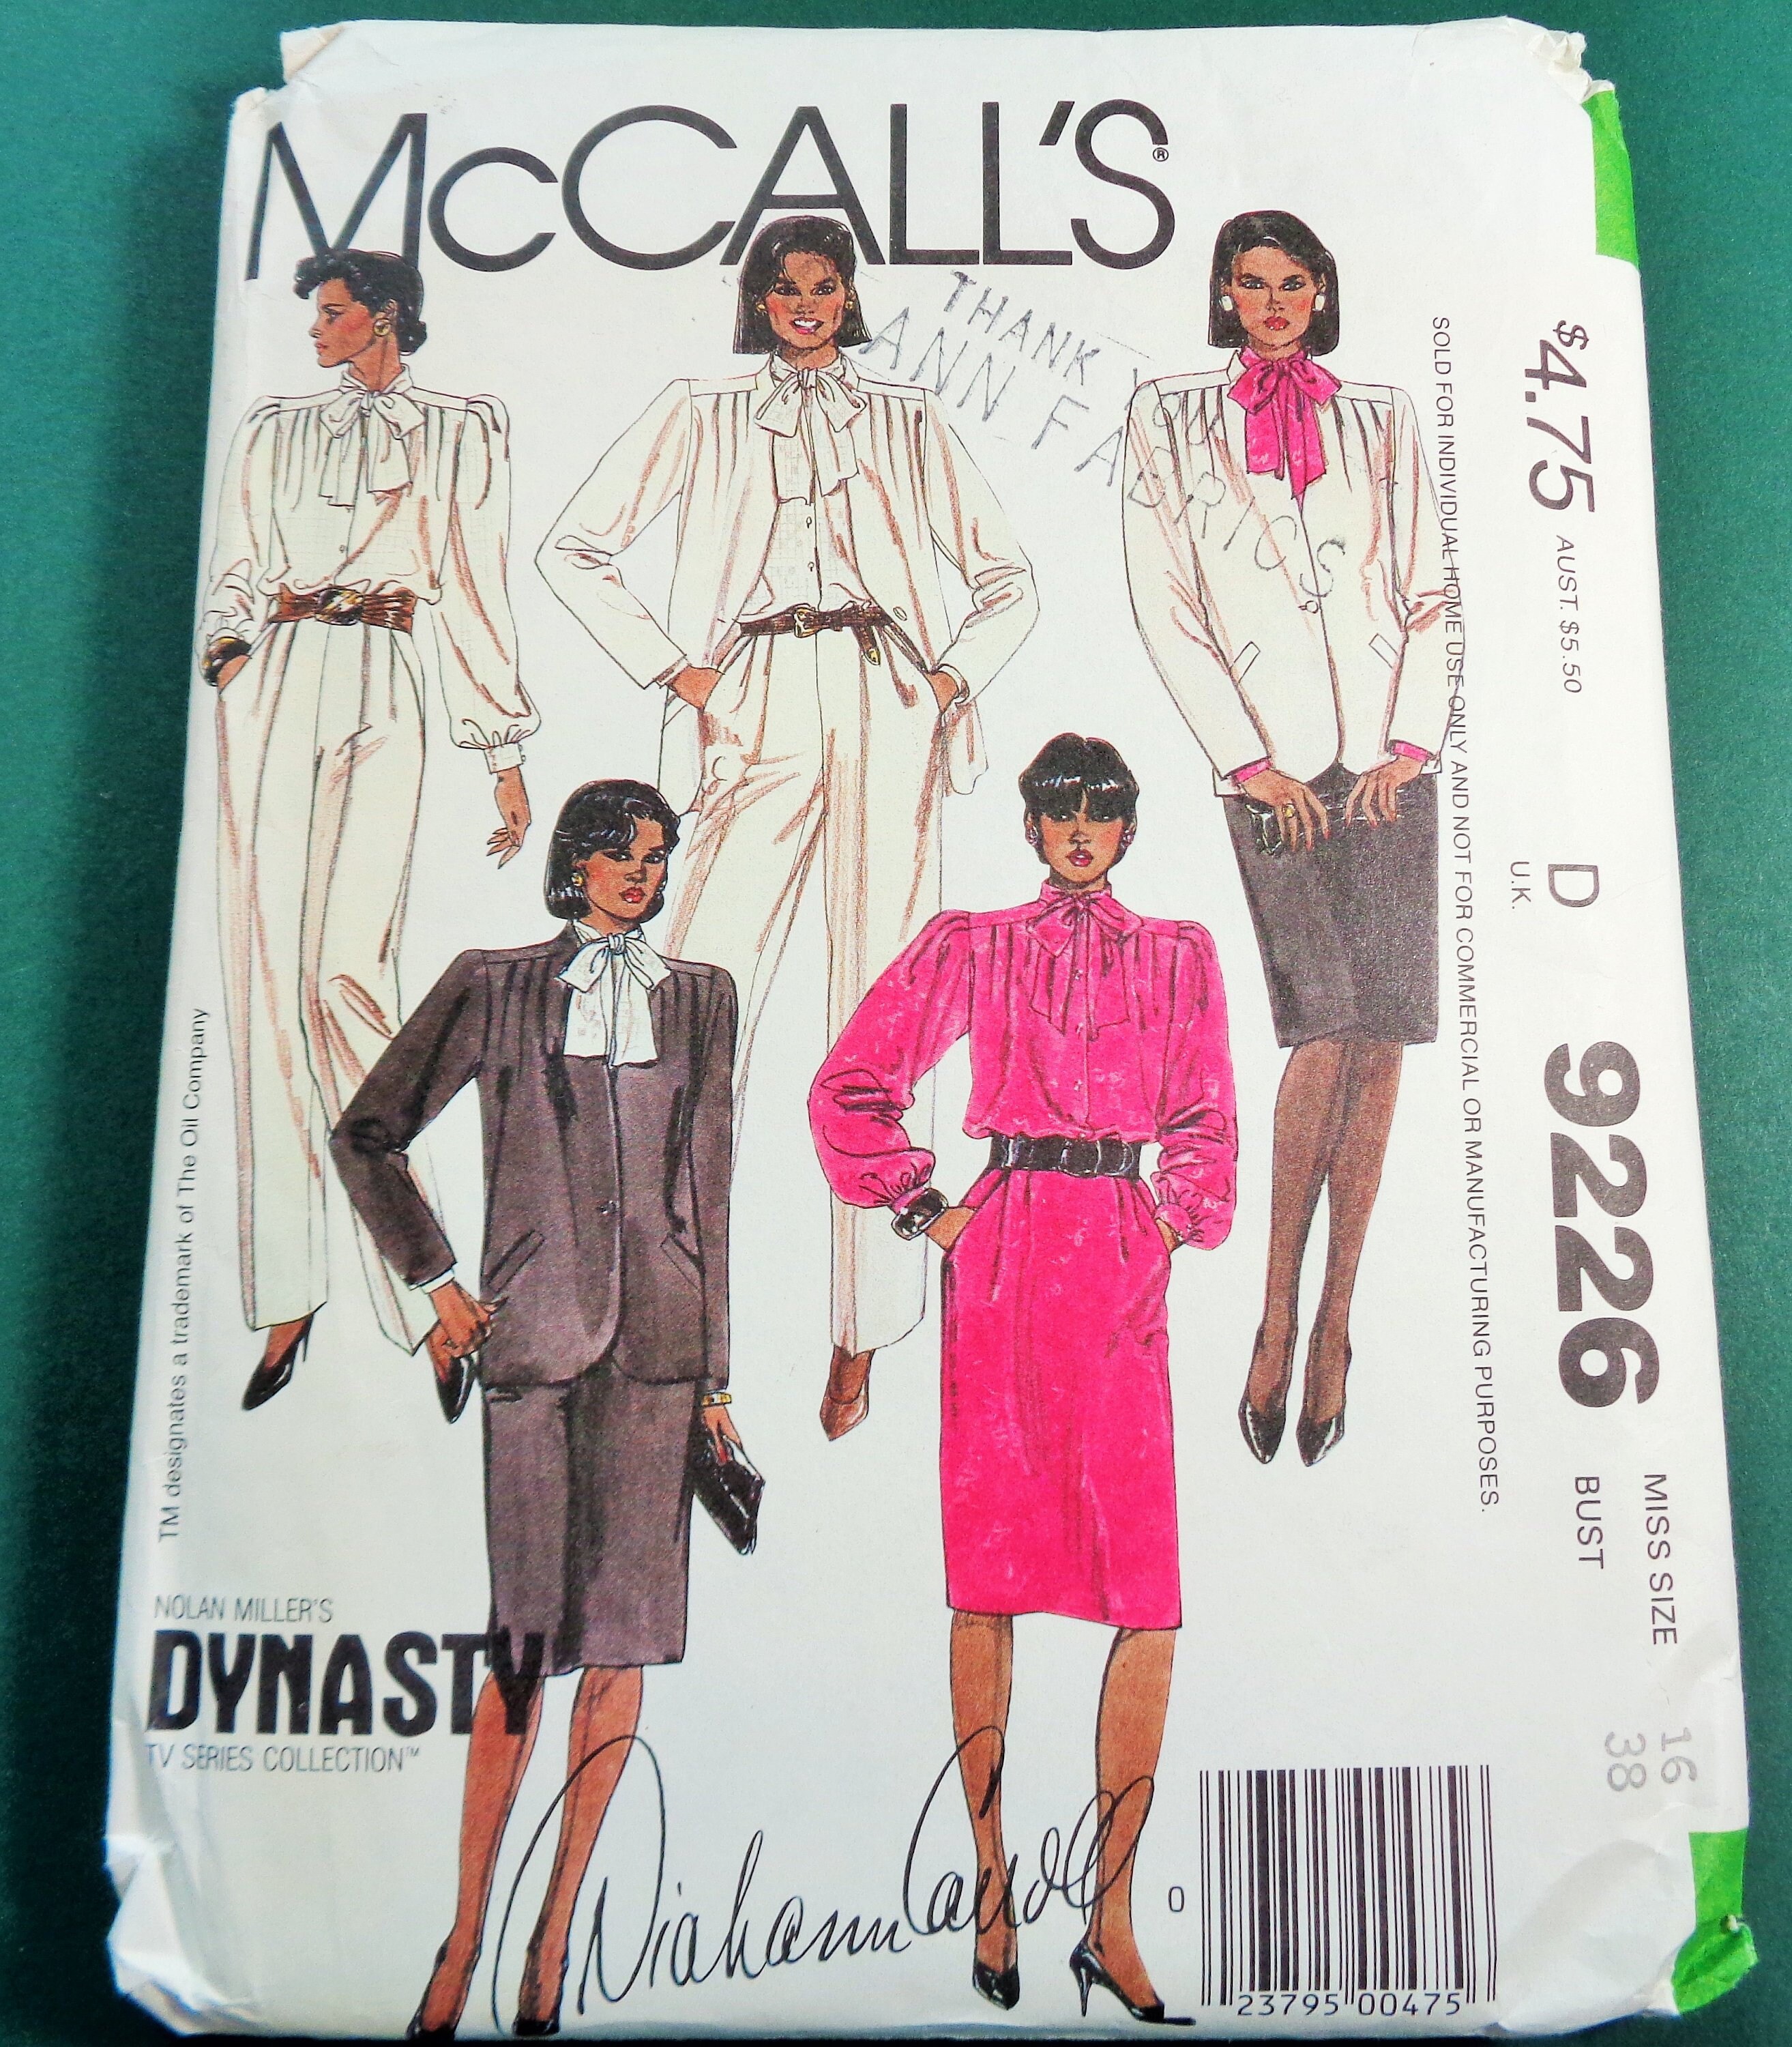 McCALL'S®
THANK YOU
ANN FABRICS
$4.75 AUST. $5.50
SOLD FOR INDIVIDUAL HOME USE ONLY AND NOT FOR COMMERCIAL OR MANUFACTURING PURPOSES.
D
U.K.
9226
MISS SIZE 16
BUST 38
TM designates a trademark of The Oil Company
NOLAN MILLER'S
DYNASTY
TV SERIES COLLECTION™
Diahann Carroll
0
23795 00475